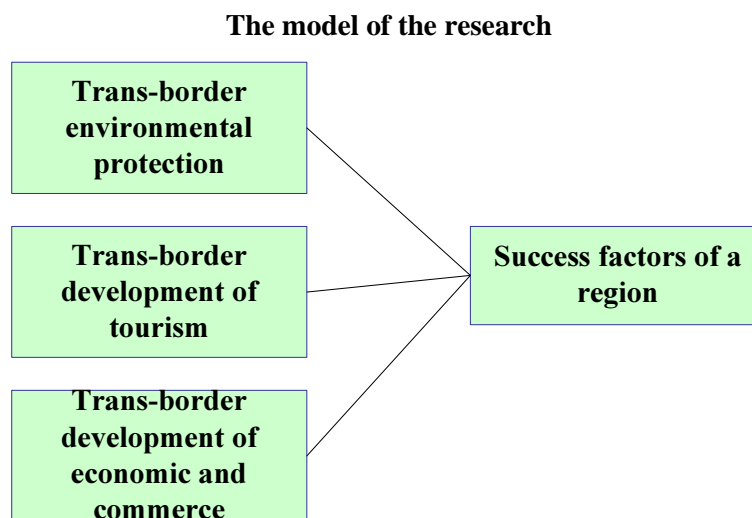 The model of the research
Trans-border
environmental
protection
Trans-border
development of
tourism
Success factors of a
region
Trans-border
development of
economic and
commerce